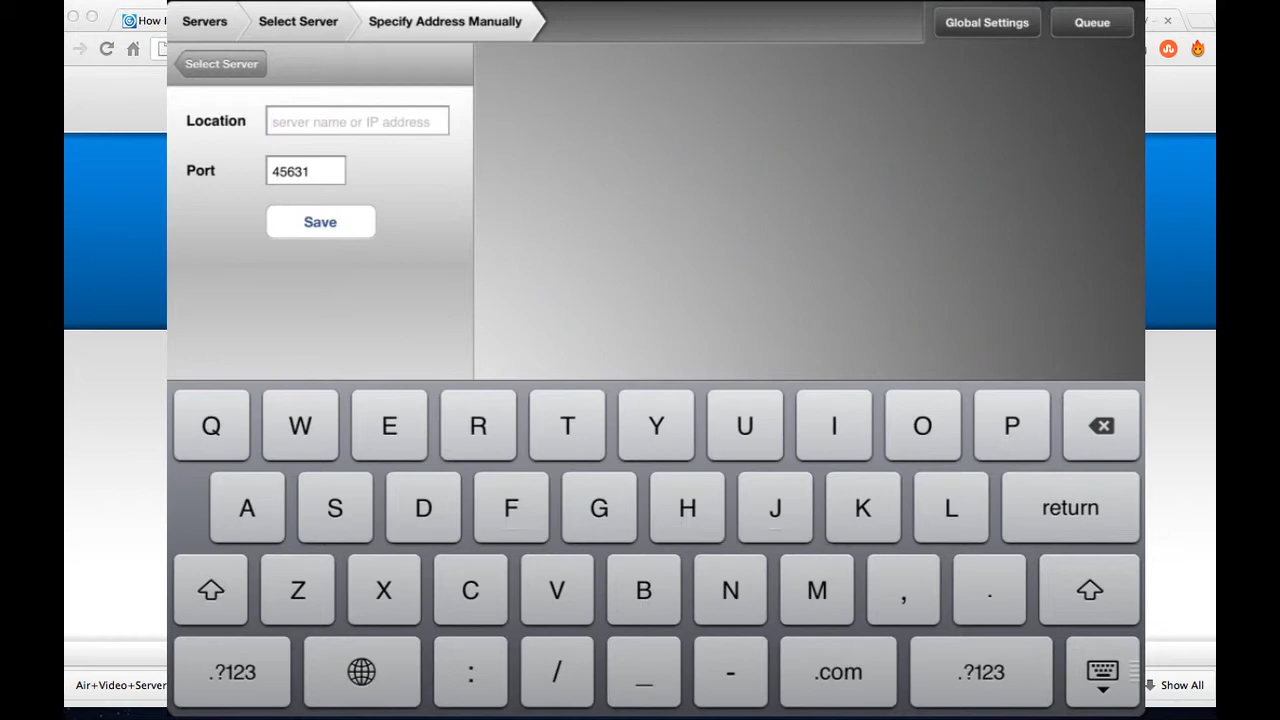 How I
Servers
Select Server
Specify Address Manually
Global Settings
Queue
Select Server
Location
server name or IP address
Port
45631
Save
Q W E R T Y U I O P
A S D F G H J K L return
Z X C V B N M , .
.?123 : / _ - .com .?123
Air+Video+Server
Show All